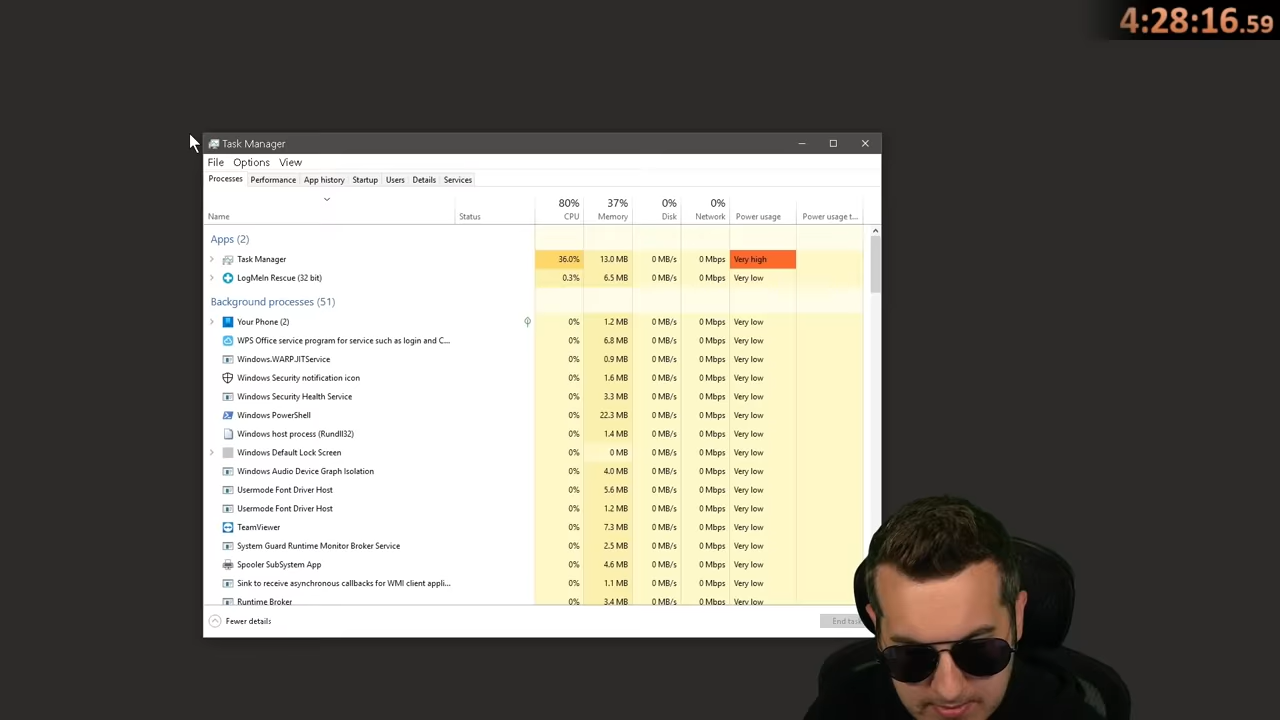 4:28:16.59
Task Manager
File Options View
Processes Performance App history Startup Users Details Services
80% 37% 0% 0%
Name Status CPU Memory Disk Network Power usage Power usage t...
Apps (2)
Task Manager 36.0% 13.0 MB 0 MB/s 0 Mbps Very high
LogMeIn Rescue (32 bit) 0.3% 6.5 MB 0 MB/s 0 Mbps Very low
Background processes (51)
Your Phone (2) 0% 1.2 MB 0 MB/s 0 Mbps Very low
WPS Office service program for service such as login and C... 0% 6.8 MB 0 MB/s 0 Mbps Very low
Windows.WARP.JITService 0% 0.9 MB 0 MB/s 0 Mbps Very low
Windows Security notification icon 0% 1.6 MB 0 MB/s 0 Mbps Very low
Windows Security Health Service 0% 3.3 MB 0 MB/s 0 Mbps Very low
Windows PowerShell 0% 22.3 MB 0 MB/s 0 Mbps Very low
Windows host process (Rundll32) 0% 1.4 MB 0 MB/s 0 Mbps Very low
Windows Default Lock Screen 0% 0 MB 0 MB/s 0 Mbps Very low
Windows Audio Device Graph Isolation 0% 4.0 MB 0 MB/s 0 Mbps Very low
Usermode Font Driver Host 0% 5.6 MB 0 MB/s 0 Mbps Very low
Usermode Font Driver Host 0% 1.2 MB 0 MB/s 0 Mbps Very low
TeamViewer 0% 7.3 MB 0 MB/s 0 Mbps Very low
System Guard Runtime Monitor Broker Service 0% 2.5 MB 0 MB/s 0 Mbps Very low
Spooler SubSystem App 0% 4.6 MB 0 MB/s 0 Mbps Very low
Sink to receive asynchronous callbacks for WMI client appli... 0% 1.1 MB 0 MB/s 0 Mbps Very low
Runtime Broker 0% 3.4 MB 0 MB/s 0 Mbps Very low
Fewer details End task